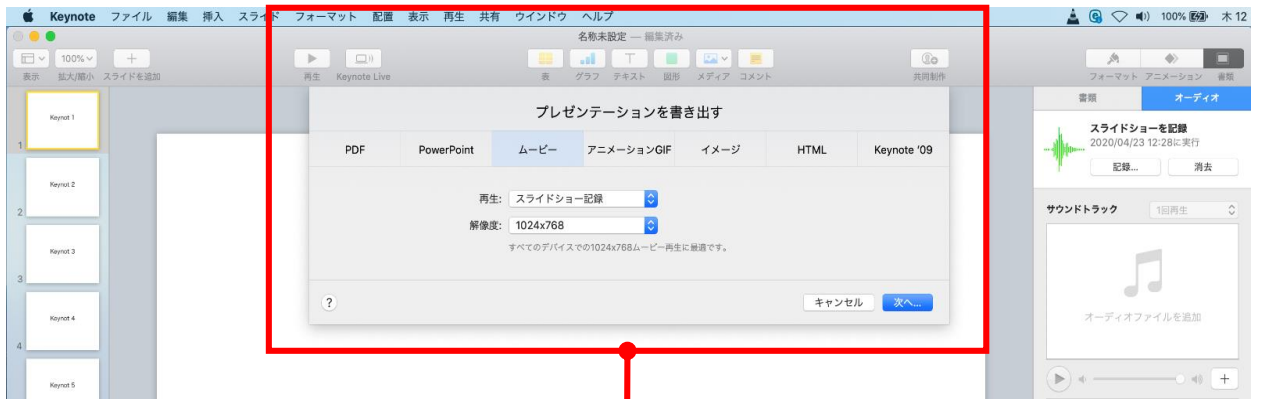 Keynote ファイル 編集 挿入 スライド フォーマット 配置 表示 再生 共有 ウインドウ ヘルプ 100% 木 12
名称未設定 — 編集済み
100%
表示 拡大/縮小 スライドを追加 再生 Keynote Live 表 グラフ テキスト 図形 メディア コメント 共同制作 フォーマット アニメーション 書類
プレゼンテーションを書き出す
PDF PowerPoint ムービー アニメーションGIF イメージ HTML Keynote '09
再生: スライドショー記録
解像度: 1024x768
すべてのデバイスでの1024x768ムービー再生に最適です。
? キャンセル 次へ...
Keynot 1
1
Keynot 2
2
Keynot 3
3
Keynot 4
4
Keynot 5
書類 オーディオ
スライドショーを記録
2020/04/23 12:28に実行
記録... 消去
サウンドトラック 1回再生
オーディオファイルを追加